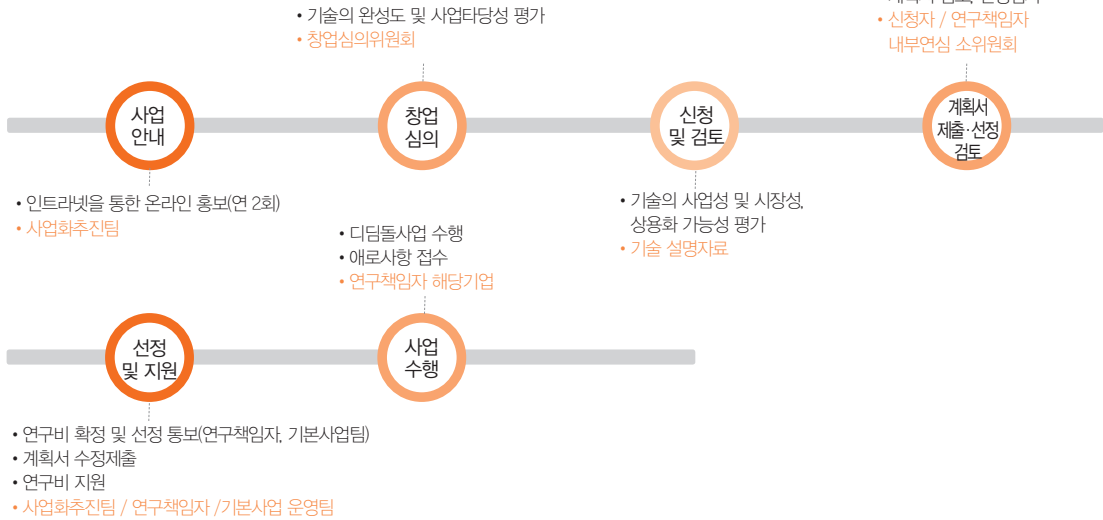 • 기술의 완성도 및 사업타당성 평가
• 창업심의위원회
• 신청자 / 연구책임자
내부연심 소위원회
사업
안내
창업
심의
신청
및 검토
계획서
제출·선정
검토
• 인트라넷을 통한 온라인 홍보(연 2회)
• 사업화추진팀
• 기술의 사업성 및 시장성,
상용화 가능성 평가
• 기술 설명자료
• 디딤돌사업 수행
• 애로사항 접수
• 연구책임자 해당기업
선정
및 지원
사업
수행
• 연구비 확정 및 선정 통보(연구책임자, 기본사업팀)
• 계획서 수정제출
• 연구비 지원
• 사업화추진팀 / 연구책임자 /기본사업 운영팀